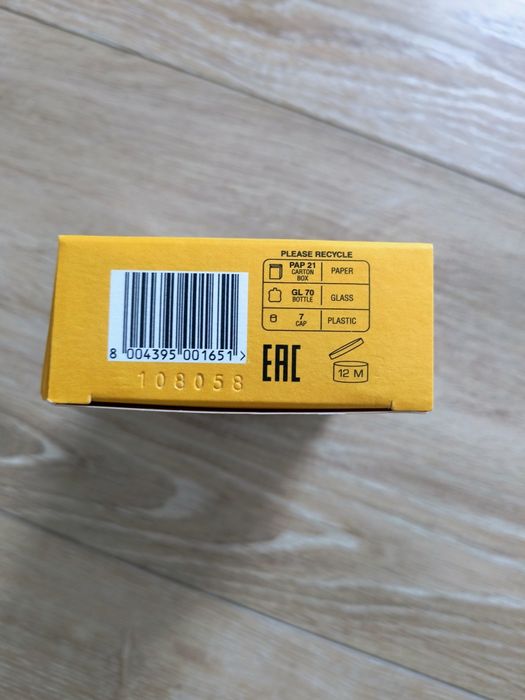 PLEASE RECYCLE
PAP 21
CARTON
BOX
PAPER
GL 70
BOTTLE
GLASS
7
CAP
PLASTIC
8 004395 001651 >
108058
EAC
12 M